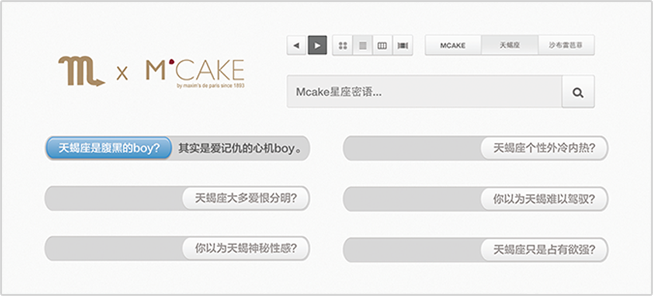 x M'CAKE
by maxim's de paris since 1893
MCAKE 天蝎座 沙布蕾芭菲
Mcake星座密语...
天蝎座是腹黑的boy? 其实是爱记仇的心机boy。
天蝎座个性外冷内热?
天蝎座大多爱恨分明?
你以为天蝎难以驾驭?
你以为天蝎神秘性感?
天蝎座只是占有欲强?